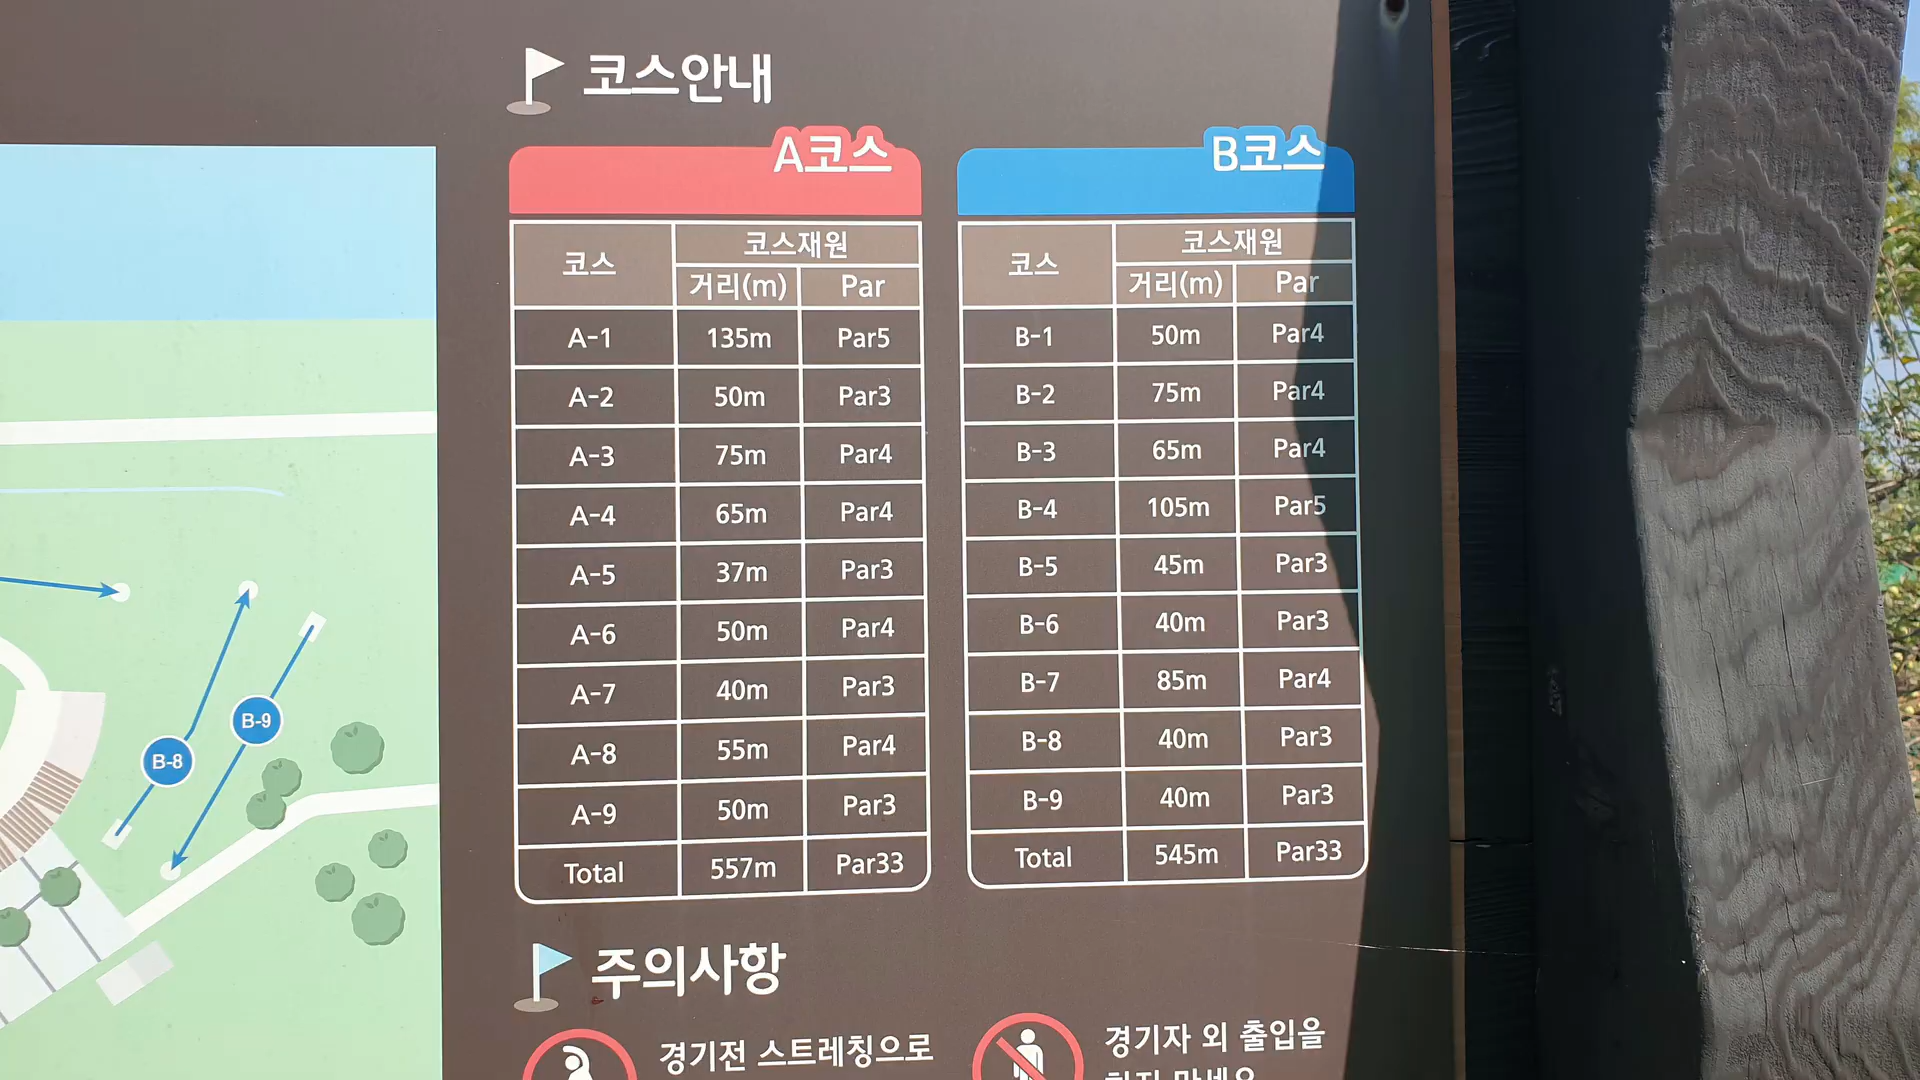 코스안내
A코스
코스 코스재원
거리(m) Par
A-1 135m Par5
A-2 50m Par3
A-3 75m Par4
A-4 65m Par4
A-5 37m Par3
A-6 50m Par4
A-7 40m Par3
A-8 55m Par4
A-9 50m Par3
Total 557m Par33
B코스
코스 코스재원
거리(m) Par
B-1 50m Par4
B-2 75m Par4
B-3 65m Par4
B-4 105m Par5
B-5 45m Par3
B-6 40m Par3
B-7 85m Par4
B-8 40m Par3
B-9 40m Par3
Total 545m Par33
B-9
B-8
주의사항
경기전 스트레칭으로
경기자 외 출입을